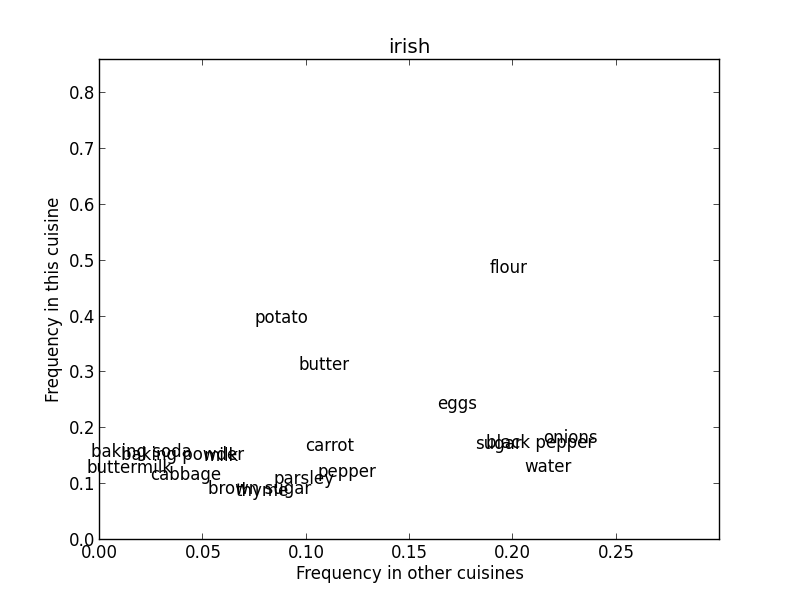 irish
0.8
0.7
0.6
0.5
0.4
0.3
0.2
0.1
0.0
Frequency in this cuisine
flour
potato
butter
eggs
onions
black pepper
sugar
carrot
baking soda
baking powder
milk
water
buttermilk
pepper
cabbage
parsley
brown sugar
thyme
0.00 0.05 0.10 0.15 0.20 0.25
Frequency in other cuisines